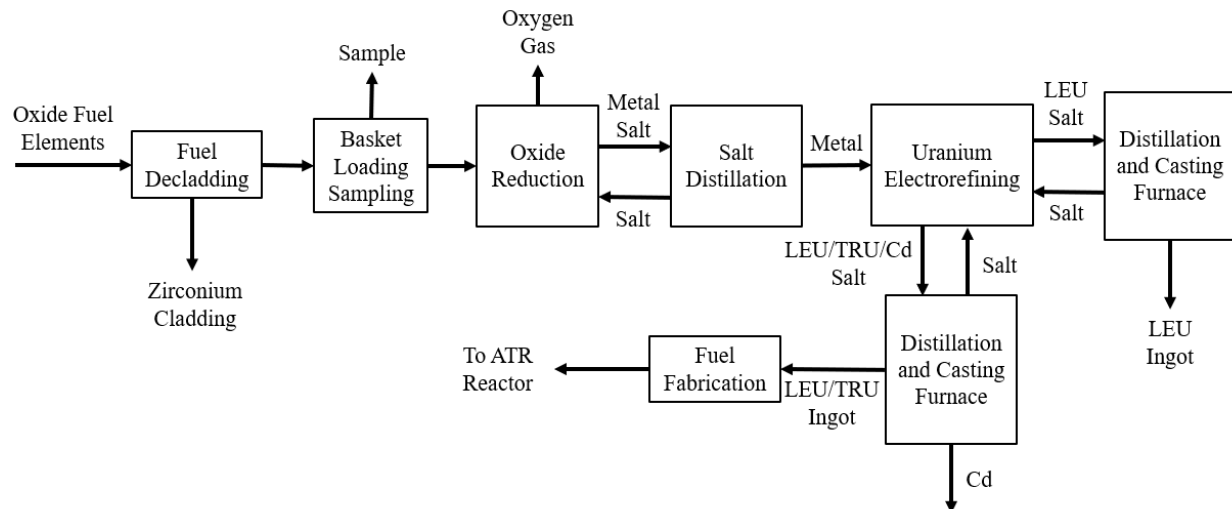 Oxygen
Gas
Sample
Oxide Fuel
Elements
Fuel
Decladding
Basket
Loading
Sampling
Oxide
Reduction
Metal
Salt
Salt
Salt
Distillation
Metal
Uranium
Electrorefining
LEU
Salt
Salt
Distillation
and Casting
Furnace
Zirconium
Cladding
LEU/TRU/Cd
Salt
Salt
LEU
Ingot
To ATR
Reactor
Fuel
Fabrication
LEU/TRU
Ingot
Distillation
and Casting
Furnace
Cd